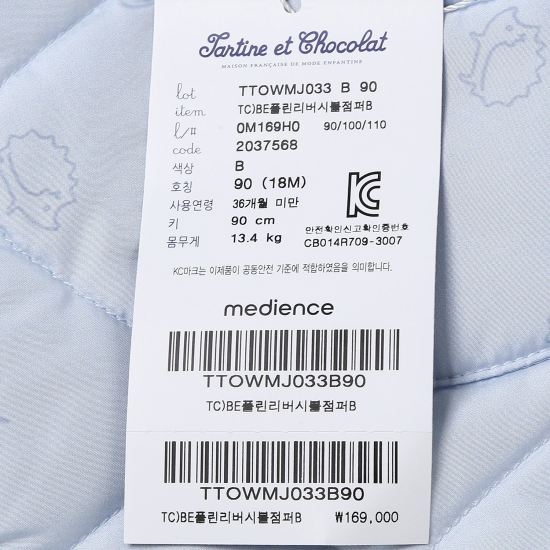 Tartine et Chocolat
MAISON FRANÇAISE DE MODE ENFANTINE
lot TTOWMJ033 B 90
item TC)BE플린리버시블점퍼B
l/# 0M169H0 90/100/110
code 2037568
색상 B
호칭 90 (18M)
사용연령 36개월 미만
키 90 cm
몸무게 13.4 kg
안전확인신고확인증번호
CB014R709-3007
KC마크는 이제품이 공통안전 기준에 적합하였음을 의미합니다.
medience
TTOWMJ033B90
TC)BE플린리버시블점퍼B
TTOWMJ033B90
TC)BE플린리버시블점퍼B ₩169,000